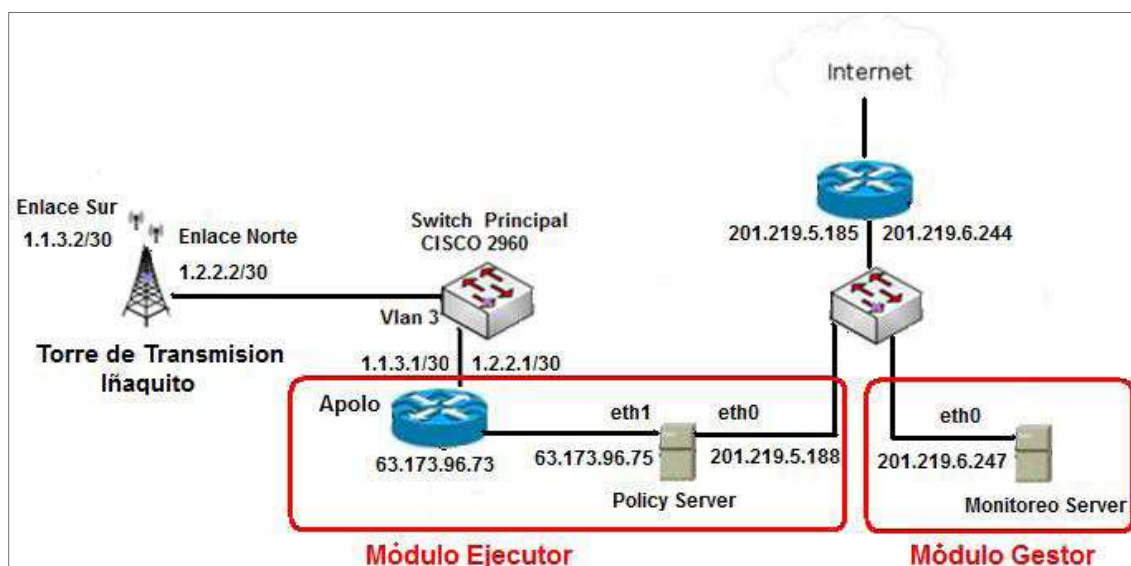 Internet
Enlace Sur
1.1.3.2/30
Enlace Norte
1.2.2.2/30
Switch Principal
CISCO 2960
201.219.5.185
201.219.6.244
Vlan 3
Torre de Transmision
Iñaquito
1.1.3.1/30
1.2.2.1/30
Apolo
eth1
eth0
eth0
63.173.96.73
63.173.96.75
201.219.5.188
201.219.6.247
Policy Server
Monitoreo Server
Módulo Ejecutor
Módulo Gestor